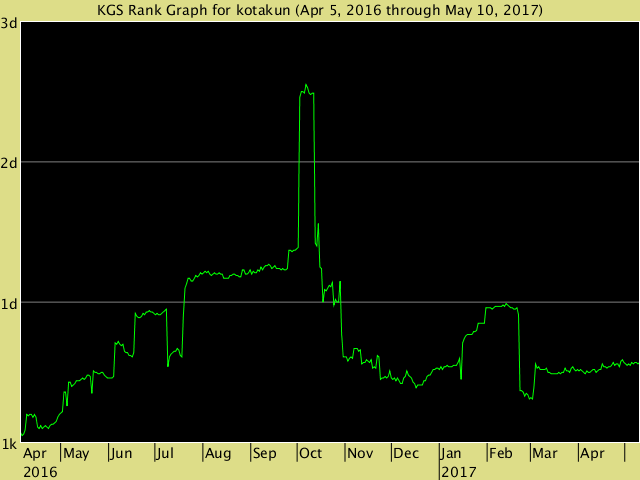 KGS Rank Graph for kotakun (Apr 5, 2016 through May 10, 2017)
3d
2d
1d
1k
Apr May Jun Jul Aug Sep Oct Nov Dec Jan Feb Mar Apr
2016 2017